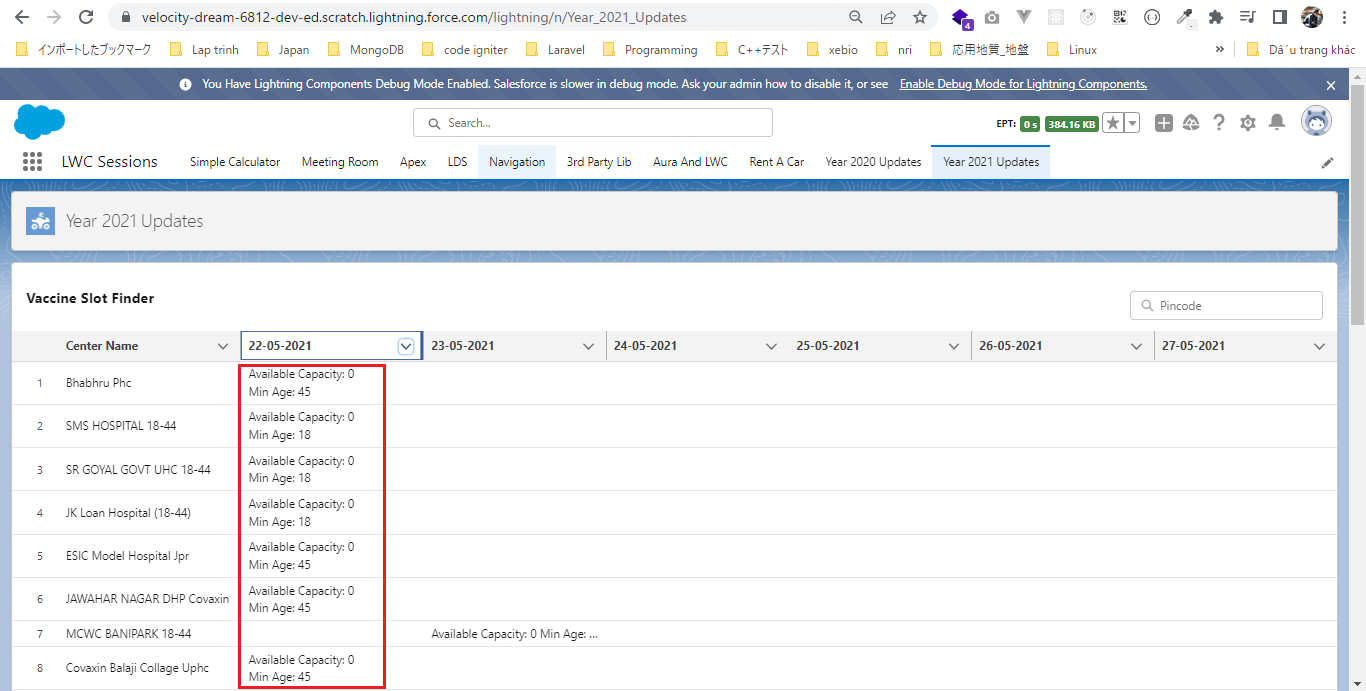 velocity-dream-6812-dev-ed.scratch.lightning.force.com/lightning/n/Year_2021_Updates
4
インポートしたブックマーク Lap trinh Japan MongoDB code igniter Laravel Programming C++テスト xebio nri 応用地質_地盤 Linux » Dấu trang khác
You Have Lightning Components Debug Mode Enabled. Salesforce is slower in debug mode. Ask your admin how to disable it, or see Enable Debug Mode for Lightning Components.
Search... EPT: 0 s 384.16 KB
LWC Sessions Simple Calculator Meeting Room Apex LDS Navigation 3rd Party Lib Aura And LWC Rent A Car Year 2020 Updates Year 2021 Updates
Year 2021 Updates
Vaccine Slot Finder
Pincode
Center Name 22-05-2021 23-05-2021 24-05-2021 25-05-2021 26-05-2021 27-05-2021
1 Bhabhru Phc Available Capacity: 0
Min Age: 45
2 SMS HOSPITAL 18-44 Available Capacity: 0
Min Age: 18
3 SR GOYAL GOVT UHC 18-44 Available Capacity: 0
Min Age: 18
4 JK Loan Hospital (18-44) Available Capacity: 0
Min Age: 18
5 ESIC Model Hospital Jpr Available Capacity: 0
Min Age: 45
6 JAWAHAR NAGAR DHP Covaxin Available Capacity: 0
Min Age: 45
7 MCWC BANIPARK 18-44 Available Capacity: 0 Min Age: ...
8 Covaxin Balaji Collage Uphc Available Capacity: 0
Min Age: 45